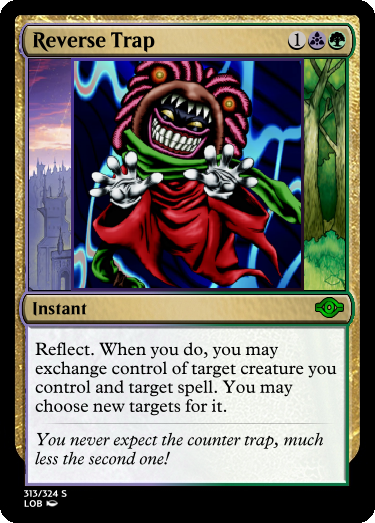 Reverse Trap
1
Instant
Reflect. When you do, you may
exchange control of target creature you
control and target spell. You may
choose new targets for it.
You never expect the counter trap, much
less the second one!
313/324 S
LOB